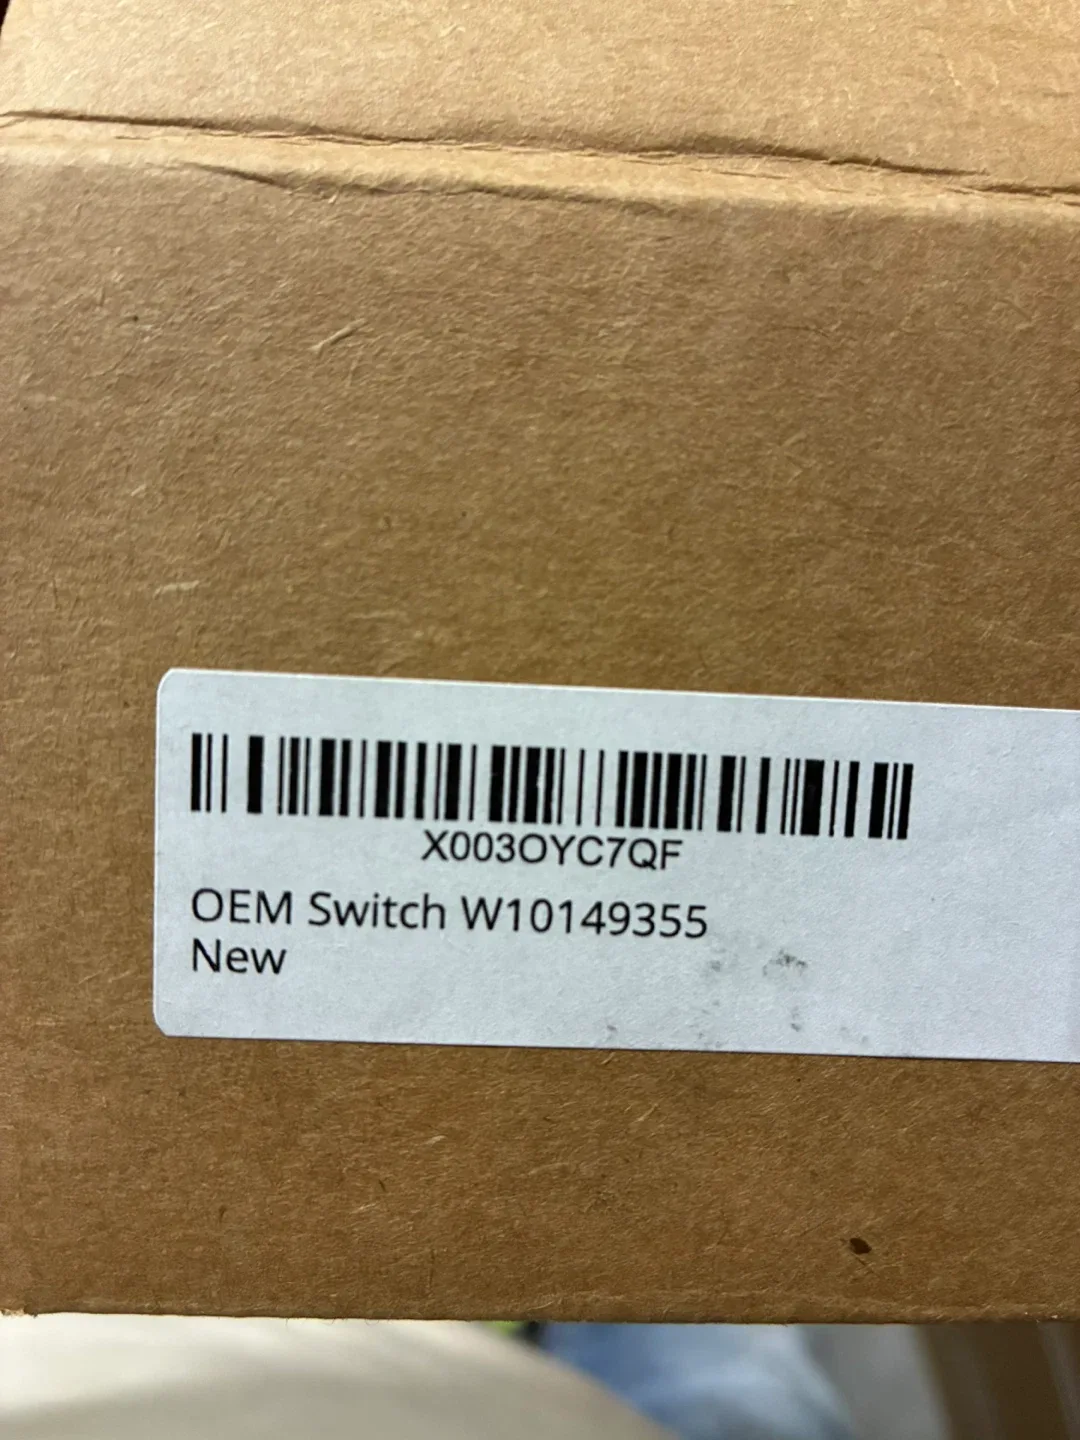 X003OYC7QF
OEM Switch W10149355
New